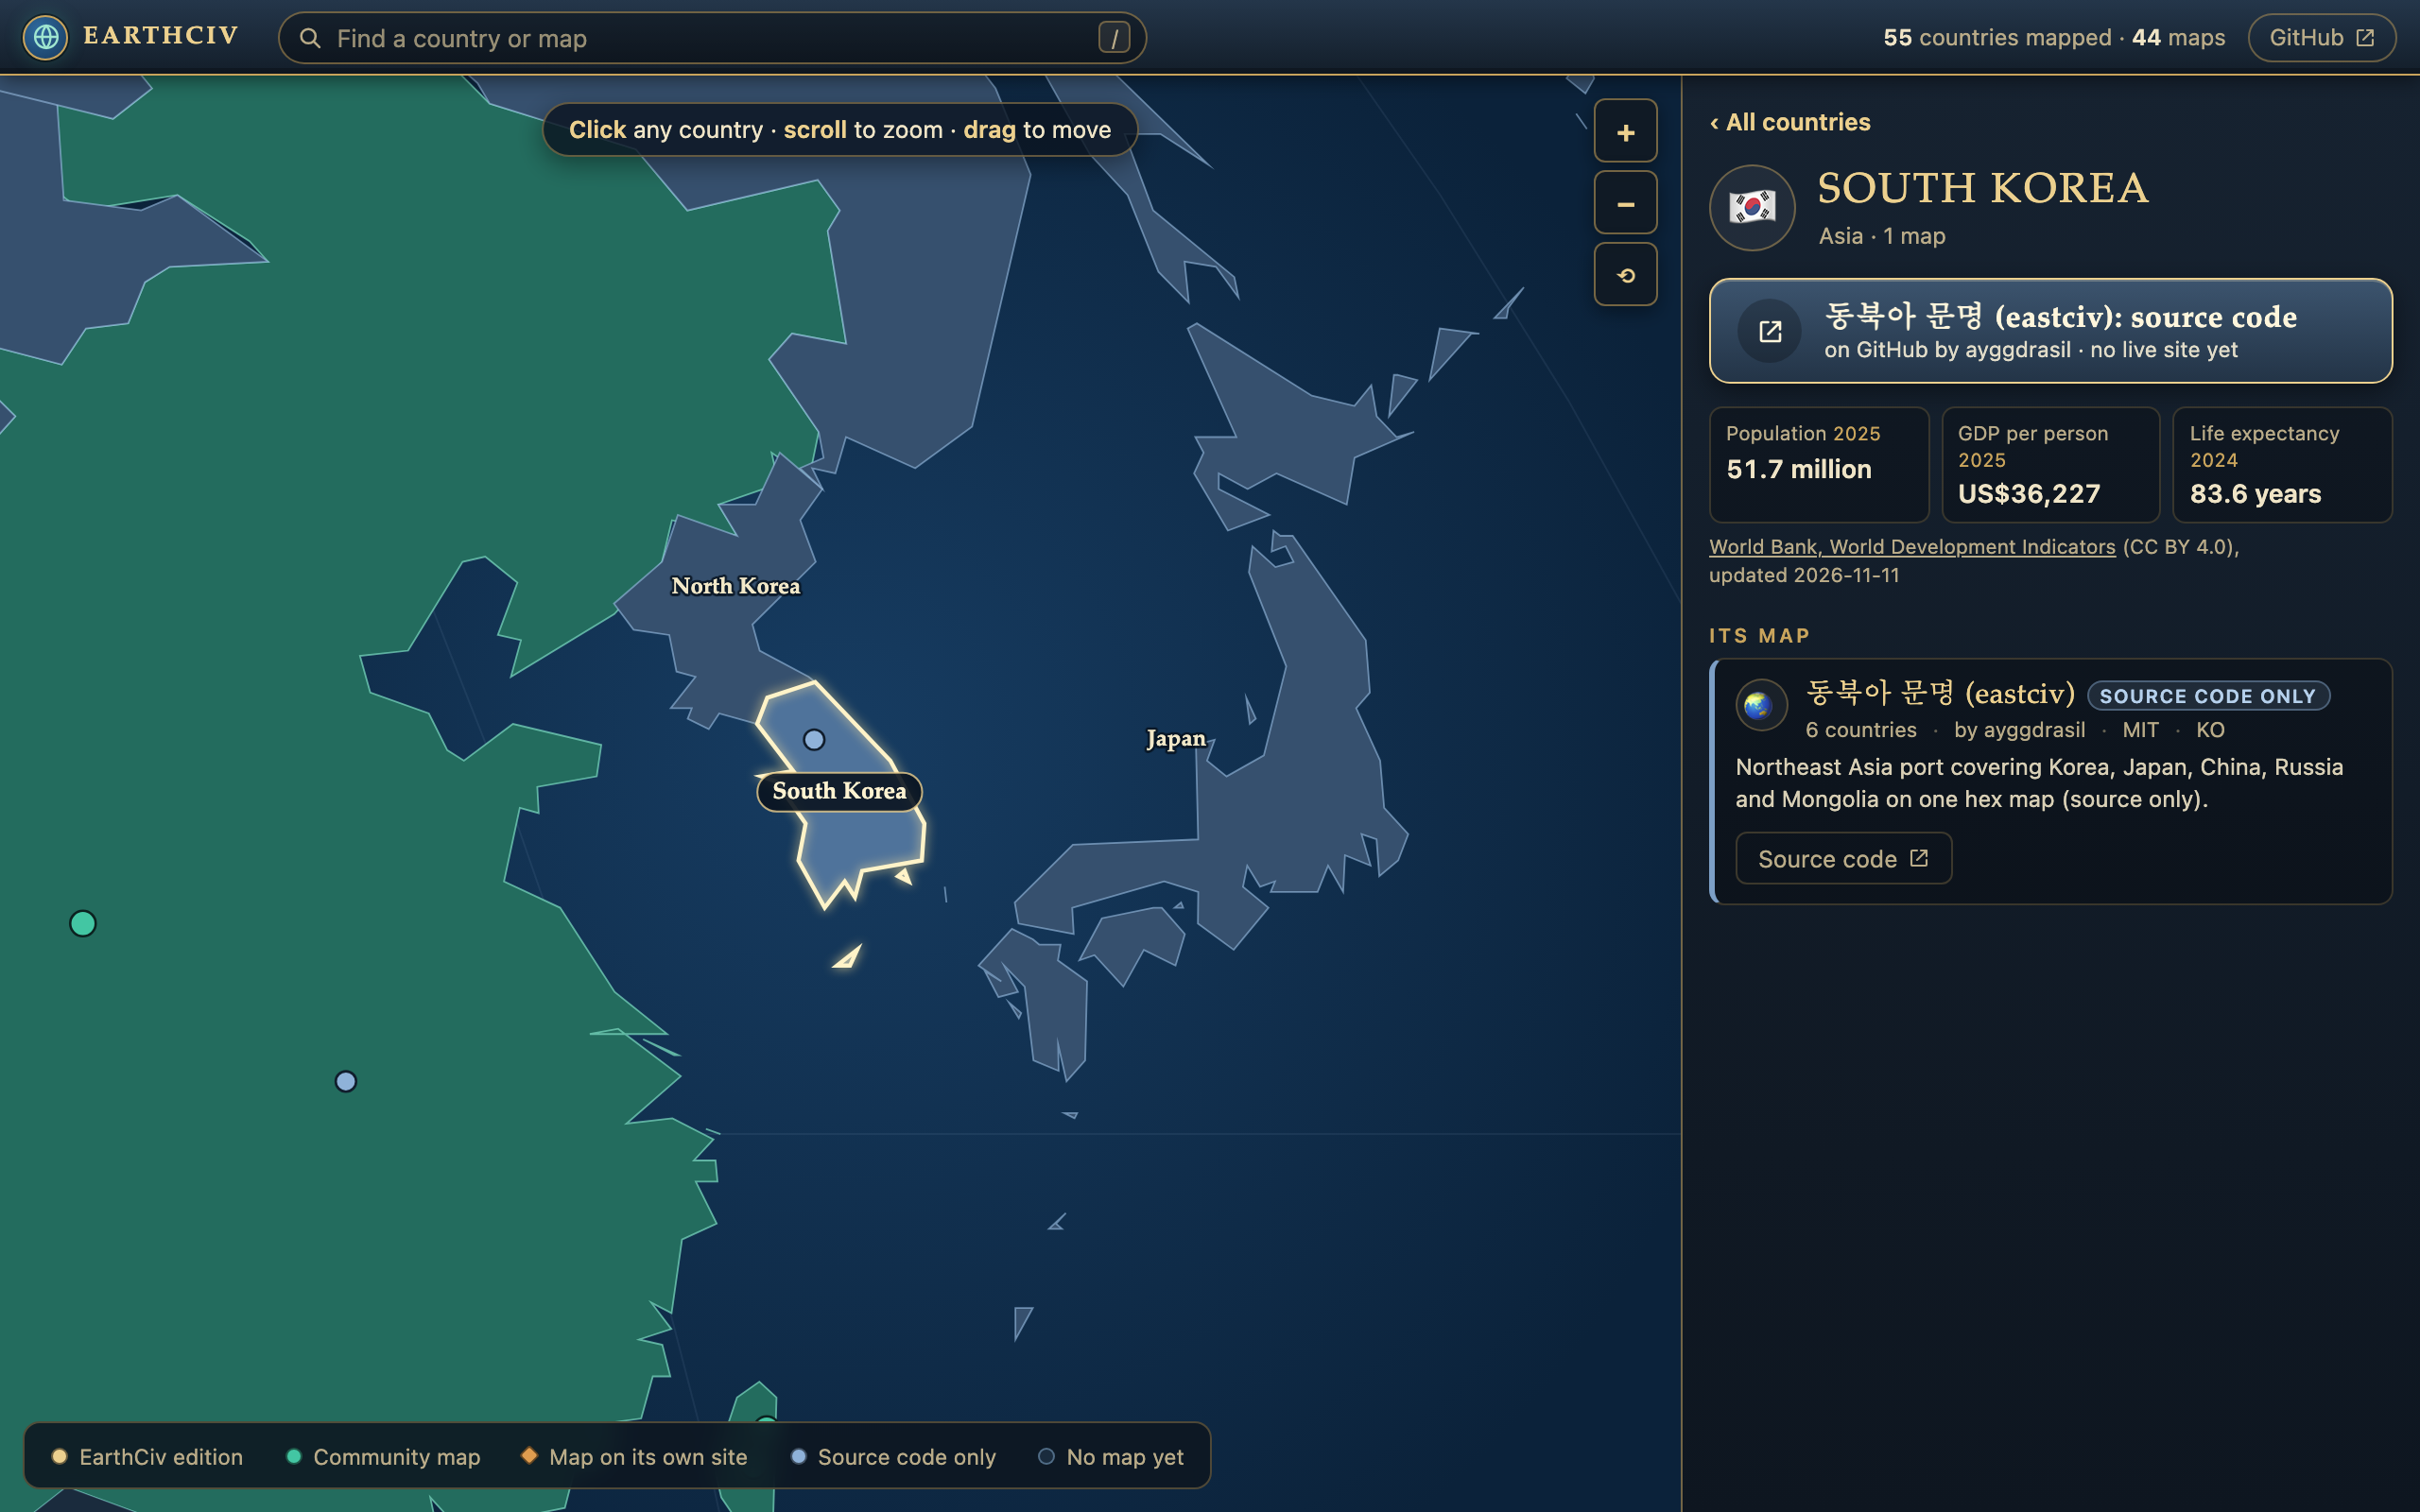 EARTHCIV
Find a country or map
/
55 countries mapped · 44 maps
GitHub
Click any country · scroll to zoom · drag to move
+
−
North Korea
Japan
South Korea
EarthCiv edition
Community map
Map on its own site
Source code only
No map yet
‹ All countries
SOUTH KOREA
Asia · 1 map
동북아 문명 (eastciv): source code
on GitHub by ayggdrasil · no live site yet
Population 2025
51.7 million
GDP per person
2025
US$36,227
Life expectancy
2024
83.6 years
World Bank, World Development Indicators (CC BY 4.0),
updated 2026-11-11
ITS MAP
동북아 문명 (eastciv) SOURCE CODE ONLY
6 countries · by ayggdrasil · MIT · KO
Northeast Asia port covering Korea, Japan, China, Russia
and Mongolia on one hex map (source only).
Source code